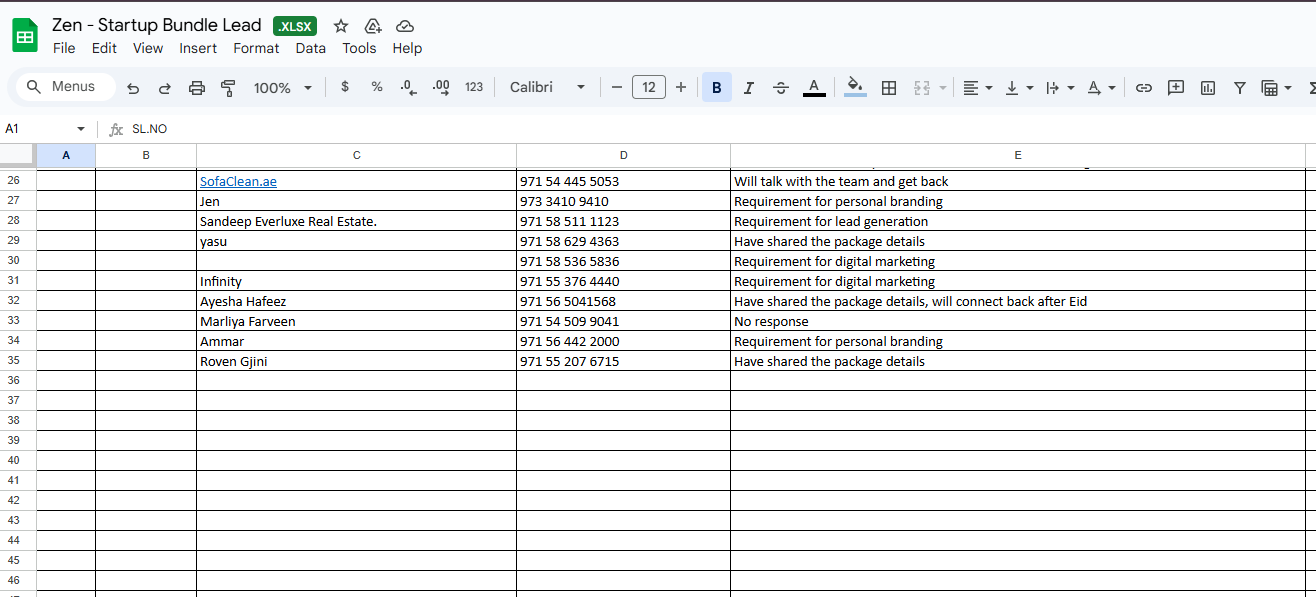 Zen - Startup Bundle Lead .XLSX
File Edit View Insert Format Data Tools Help
Menus 100% $ % .0 .00 123 Calibri 12 B I A A
A1 fx SL.NO
A B C D E
26 SofaClean.ae 971 54 445 5053 Will talk with the team and get back
27 Jen 973 3410 9410 Requirement for personal branding
28 Sandeep Everluxe Real Estate. 971 58 511 1123 Requirement for lead generation
29 yasu 971 58 629 4363 Have shared the package details
30 971 58 536 5836 Requirement for digital marketing
31 Infinity 971 55 376 4440 Requirement for digital marketing
32 Ayesha Hafeez 971 56 5041568 Have shared the package details, will connect back after Eid
33 Marliya Farveen 971 54 509 9041 No response
34 Ammar 971 56 442 2000 Requirement for personal branding
35 Roven Gjini 971 55 207 6715 Have shared the package details
36
37
38
39
40
41
42
43
44
45
46